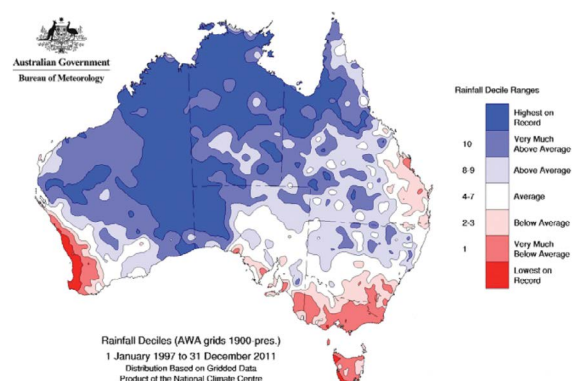 Australian Government
Bureau of Meteorology
Rainfall Decile Ranges
Highest on
Record
10
Very Much
Above Average
8-9
Above Average
4-7
Average
2-3
Below Average
1
Very Much
Below Average
Lowest on
Record
Rainfall Deciles (AWA grids 1900-pres.)
1 January 1997 to 31 December 2011
Distribution Based on Gridded Data
Product of the National Climate Centre